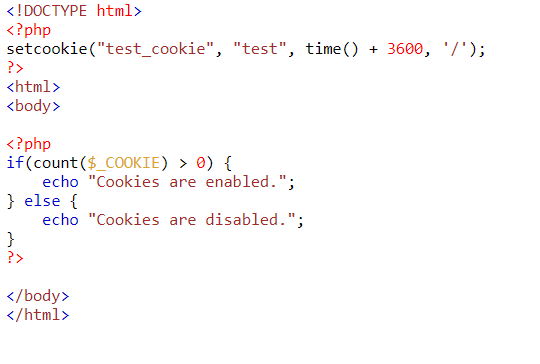 <!DOCTYPE html>
<?php
setcookie("test_cookie", "test", time() + 3600, '/');
?>
<html>
<body>

<?php
if(count($_COOKIE) > 0) {
    echo "Cookies are enabled.";
} else {
    echo "Cookies are disabled.";
}
?>

</body>
</html>